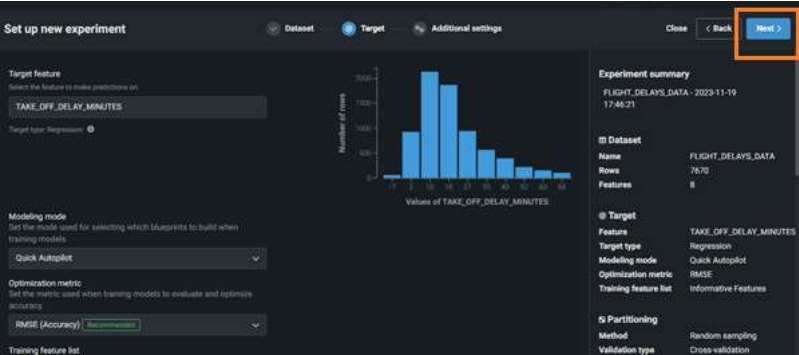 Set up new experiment
Dataset
Target
Additional settings
Close
< Back
Next >
Target feature
Select the feature to make predictions on.
TAKE_OFF_DELAY_MINUTES
Target type: Regression
Number of rows
Values of TAKE_OFF_DELAY_MINUTES
Modeling mode
Set the mode used for selecting which blueprints to build when
training models.
Quick Autopilot
Optimization metric
Set the metric used when training models to evaluate and optimize
accuracy.
RMSE (Accuracy) Recommended
Training feature list
Experiment summary
FLIGHT_DELAYS_DATA - 2023-11-19
17:46:21
Dataset
Name FLIGHT_DELAYS_DATA
Rows 7670
Features 8
Target
Feature TAKE_OFF_DELAY_MINUTES
Target type Regression
Modeling mode Quick Autopilot
Optimization metric RMSE
Training feature list Informative Features
Partitioning
Method Random sampling
Validation type Cross-validation